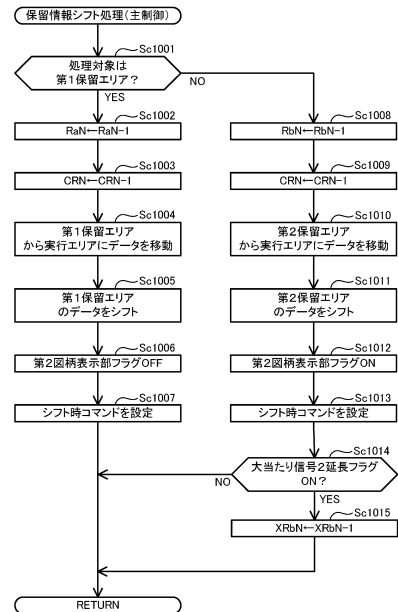 保留情報シフト処理(主制御)
Sc1001
処理対象は
第1保留エリア?
NO
YES
Sc1002
RaN←RaN-1
Sc1003
CRN←CRN-1
Sc1004
第1保留エリア
から実行エリアにデータを移動
Sc1005
第1保留エリア
のデータをシフト
Sc1006
第2図柄表示部フラグOFF
Sc1007
シフト時コマンドを設定
Sc1008
RbN←RbN-1
Sc1009
CRN←CRN-1
Sc1010
第2保留エリア
から実行エリアにデータを移動
Sc1011
第2保留エリア
のデータをシフト
Sc1012
第2図柄表示部フラグON
Sc1013
シフト時コマンドを設定
Sc1014
大当たり信号2延長フラグ
ON?
NO
YES
Sc1015
XRbN←XRbN-1
RETURN